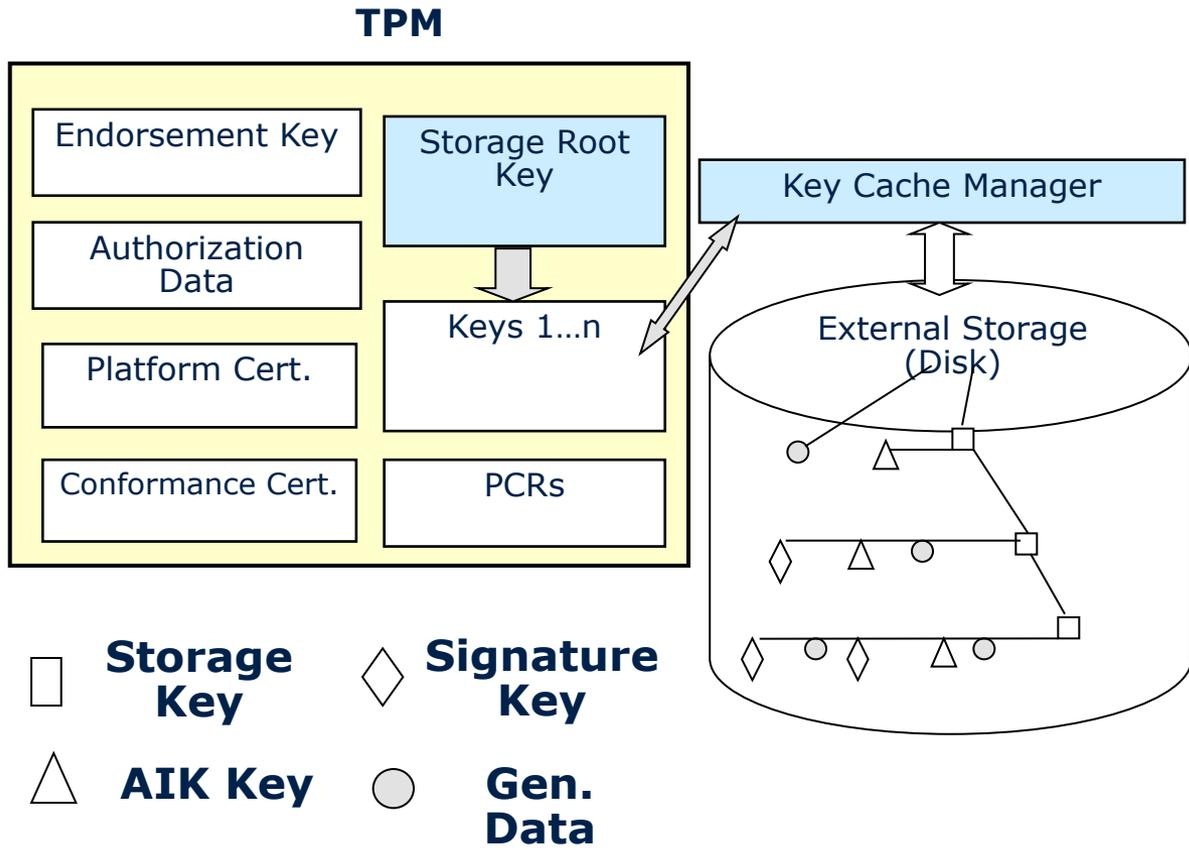 TPM
Endorsement Key
Storage Root
Key
Key Cache Manager
Authorization
Data
Keys 1...n
External Storage
(Disk)
Platform Cert.
Conformance Cert.
PCRs
Storage
Key
Signature
Key
AIK Key
Gen.
Data